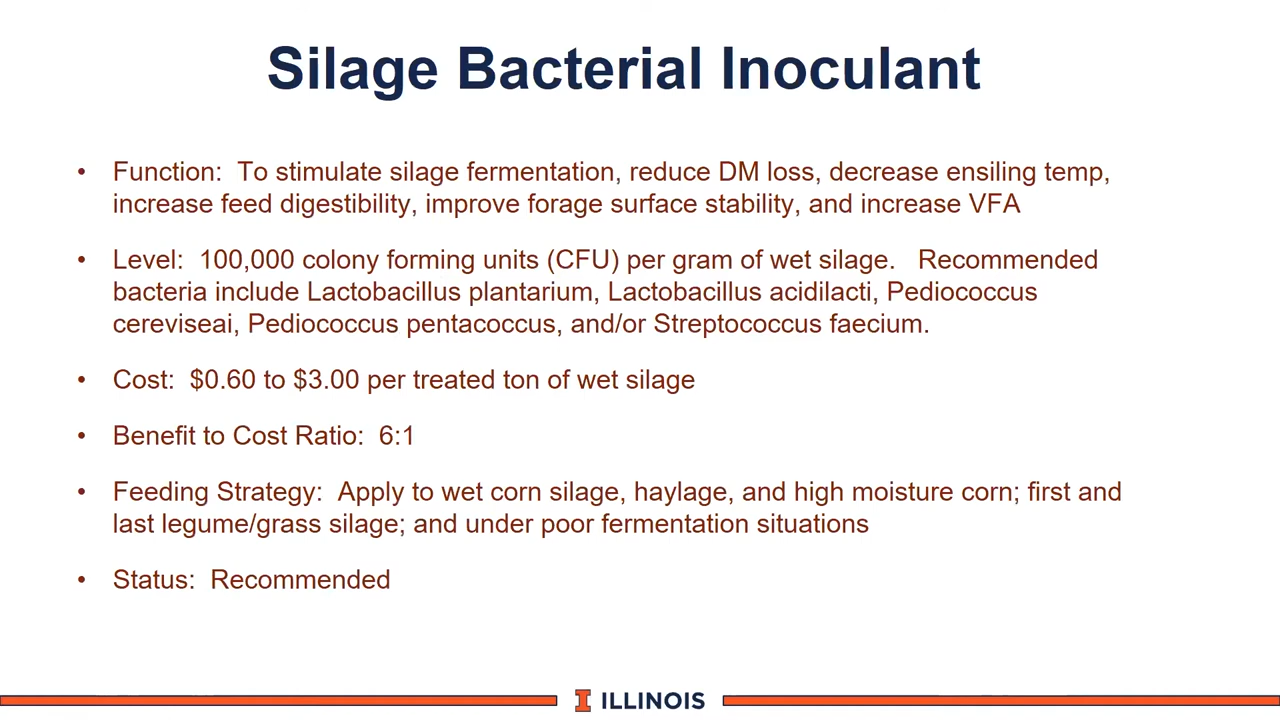 Silage Bacterial Inoculant
• Function: To stimulate silage fermentation, reduce DM loss, decrease ensiling temp,
increase feed digestibility, improve forage surface stability, and increase VFA
• Level: 100,000 colony forming units (CFU) per gram of wet silage. Recommended
bacteria include Lactobacillus plantarium, Lactobacillus acidilacti, Pediococcus
cereviseai, Pediococcus pentacoccus, and/or Streptococcus faecium.
• Cost: $0.60 to $3.00 per treated ton of wet silage
• Benefit to Cost Ratio: 6:1
• Feeding Strategy: Apply to wet corn silage, haylage, and high moisture corn; first and
last legume/grass silage; and under poor fermentation situations
• Status: Recommended
I ILLINOIS